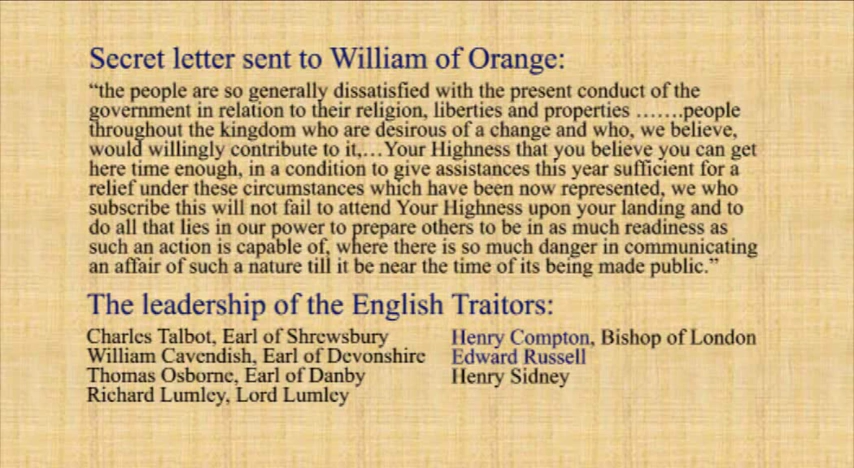 Secret letter sent to William of Orange:
“the people are so generally dissatisfied with the present conduct of the
government in relation to their religion, liberties and properties .......people
throughout the kingdom who are desirous of a change and who, we believe,
would willingly contribute to it,...Your Highness that you believe you can get
here time enough, in a condition to give assistances this year sufficient for a
relief under these circumstances which have been now represented, we who
subscribe this will not fail to attend Your Highness upon your landing and to
do all that lies in our power to prepare others to be in as much readiness as
such an action is capable of, where there is so much danger in communicating
an affair of such a nature till it be near the time of its being made public.”
The leadership of the English Traitors:
Charles Talbot, Earl of Shrewsbury
William Cavendish, Earl of Devonshire
Thomas Osborne, Earl of Danby
Richard Lumley, Lord Lumley
Henry Compton, Bishop of London
Edward Russell
Henry Sidney